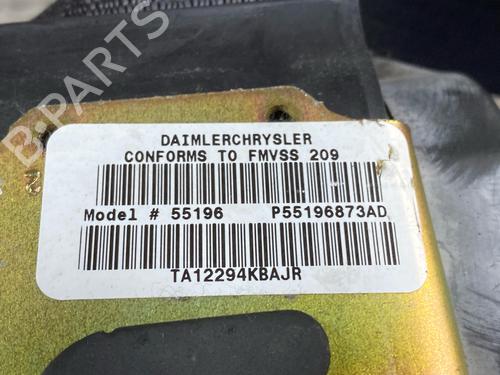 B-PARTS
DAIMLERCHRYSLER
CONFORMS TO FMVSS 209
Model # 55196 P55196873AD
TA12294KBAJR